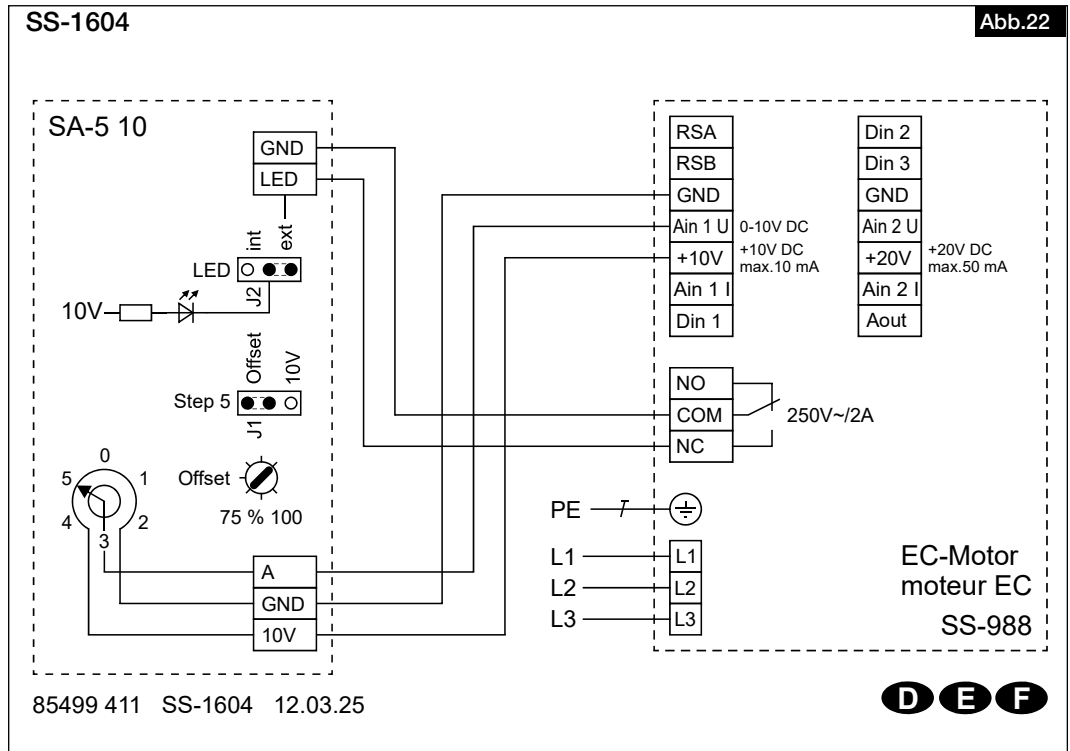 SS-1604
Abb.22
SA-5 10
GND
LED
int
ext
LED
J2
10V
Offset
10V
Step 5
J1
Offset
75 % 100
0
1
2
3
4
5
A
GND
10V
RSA
RSB
GND
Ain 1 U
0-10V DC
+10V
+10V DC
max.10 mA
Ain 1 I
Din 1
Din 2
Din 3
GND
Ain 2 U
+20V
+20V DC
max.50 mA
Ain 2 I
Aout
NO
COM
NC
250V~/2A
PE
L1
L1
L2
L2
L3
L3
EC-Motor
moteur EC
SS-988
85499 411 SS-1604 12.03.25
D E F